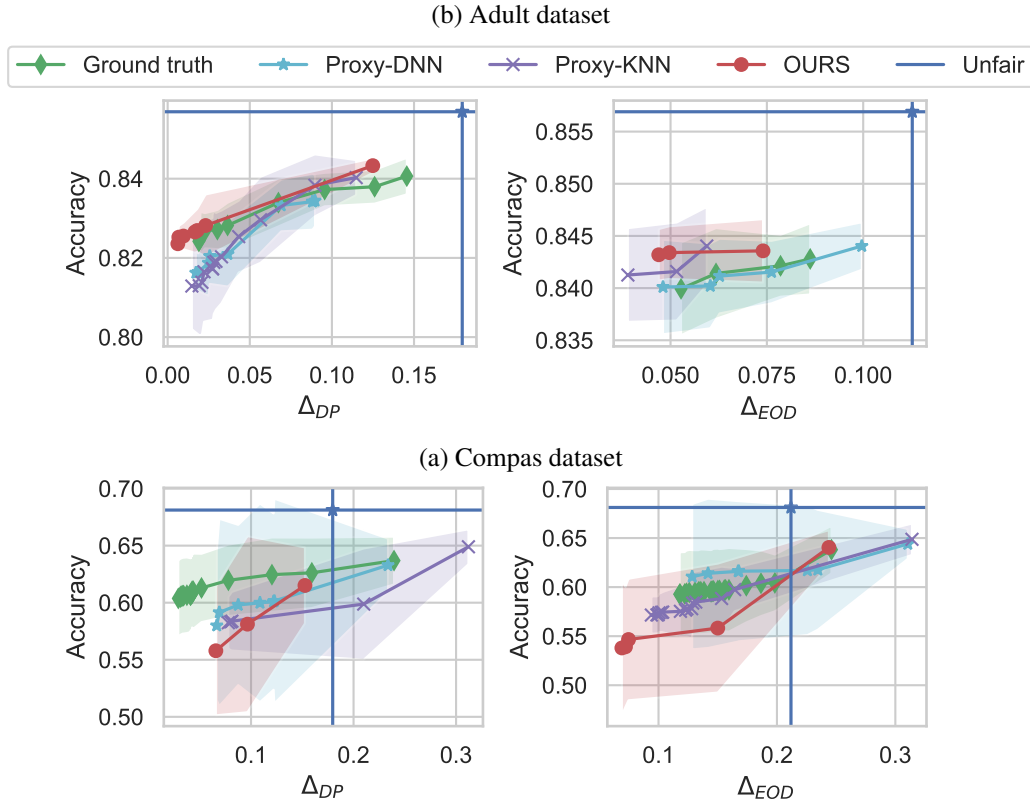 (b) Adult dataset
Ground truth Proxy-DNN Proxy-KNN OURS Unfair
Accuracy
0.84
0.82
0.80
0.00 0.05 0.10 0.15
Δ_DP
Accuracy
0.855
0.850
0.845
0.840
0.835
0.050 0.075 0.100
Δ_EOD
(a) Compas dataset
Accuracy
0.70
0.65
0.60
0.55
0.50
0.1 0.2 0.3
Δ_DP
Accuracy
0.70
0.65
0.60
0.55
0.50
0.1 0.2 0.3
Δ_EOD